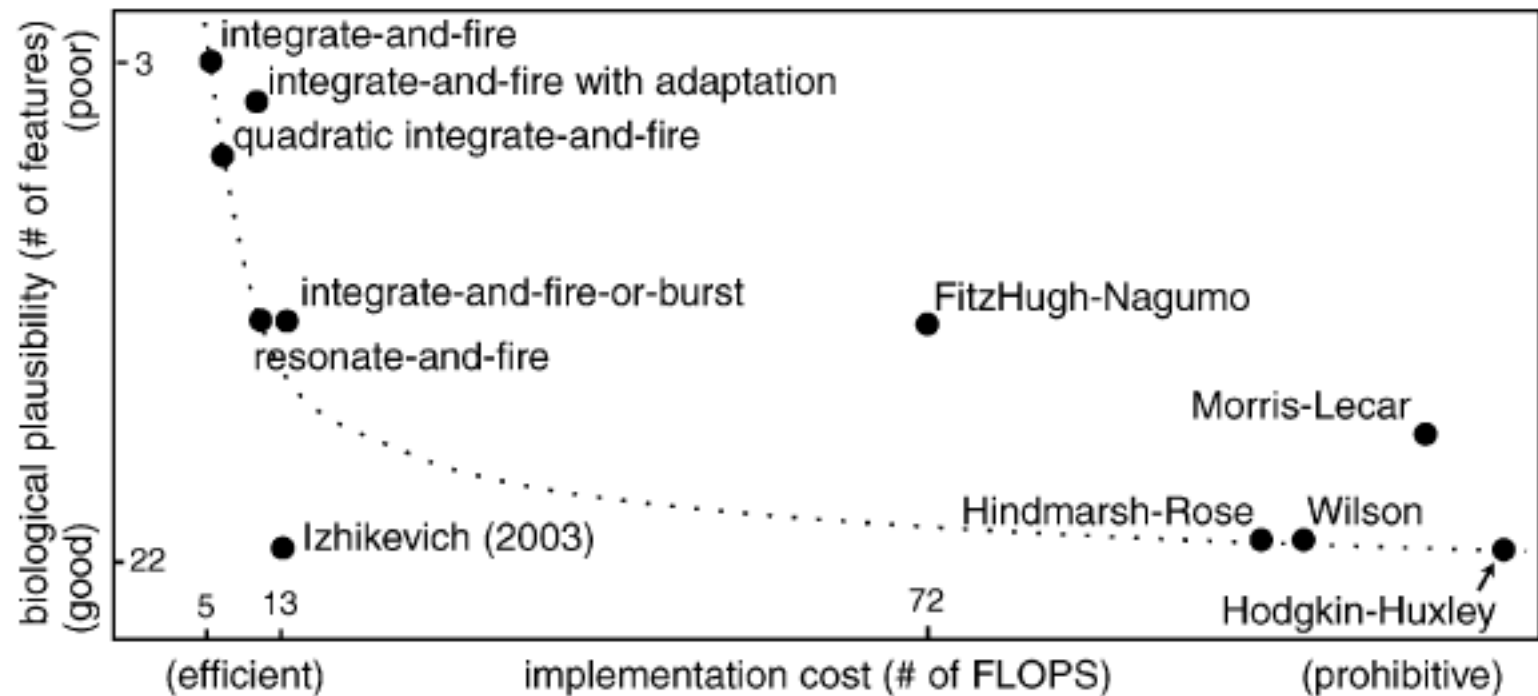 biological plausibility (# of features)
(poor)
(good)
3
22
integrate-and-fire
integrate-and-fire with adaptation
quadratic integrate-and-fire
integrate-and-fire-or-burst
resonate-and-fire
FitzHugh-Nagumo
Morris-Lecar
Hindmarsh-Rose
Wilson
Izhikevich (2003)
Hodgkin-Huxley
5
13
72
(efficient)
implementation cost (# of FLOPS)
(prohibitive)